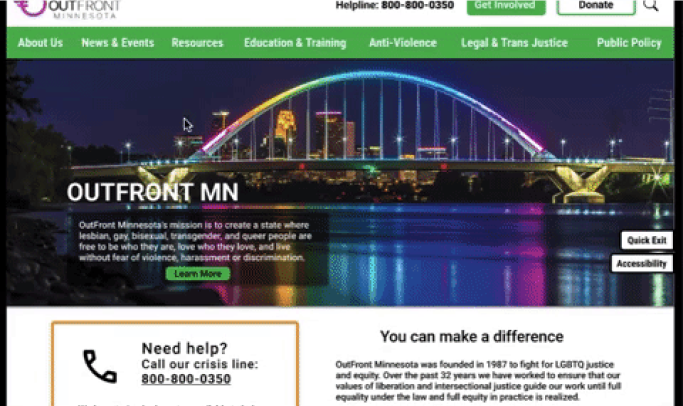 OUTFRONT
MINNESOTA
Helpline: 800-800-0350
Get Involved
Donate
About Us
News & Events
Resources
Education & Training
Anti-Violence
Legal & Trans Justice
Public Policy
OUTFRONT MN
OutFront Minnesota's mission is to create a state where
lesbian, gay, bisexual, transgender, and queer people are
free to be who they are, love who they love, and live
without fear of violence, harassment or discrimination.
Learn More
Quick Exit
Accessibility
Need help?
Call our crisis line:
800-800-0350
You can make a difference
OutFront Minnesota was founded in 1987 to fight for LGBTQ justice
and equity. Over the past 32 years we have worked to ensure that our
values of liberation and intersectional justice guide our work until full
equality under the law and full equity in practice is realized.